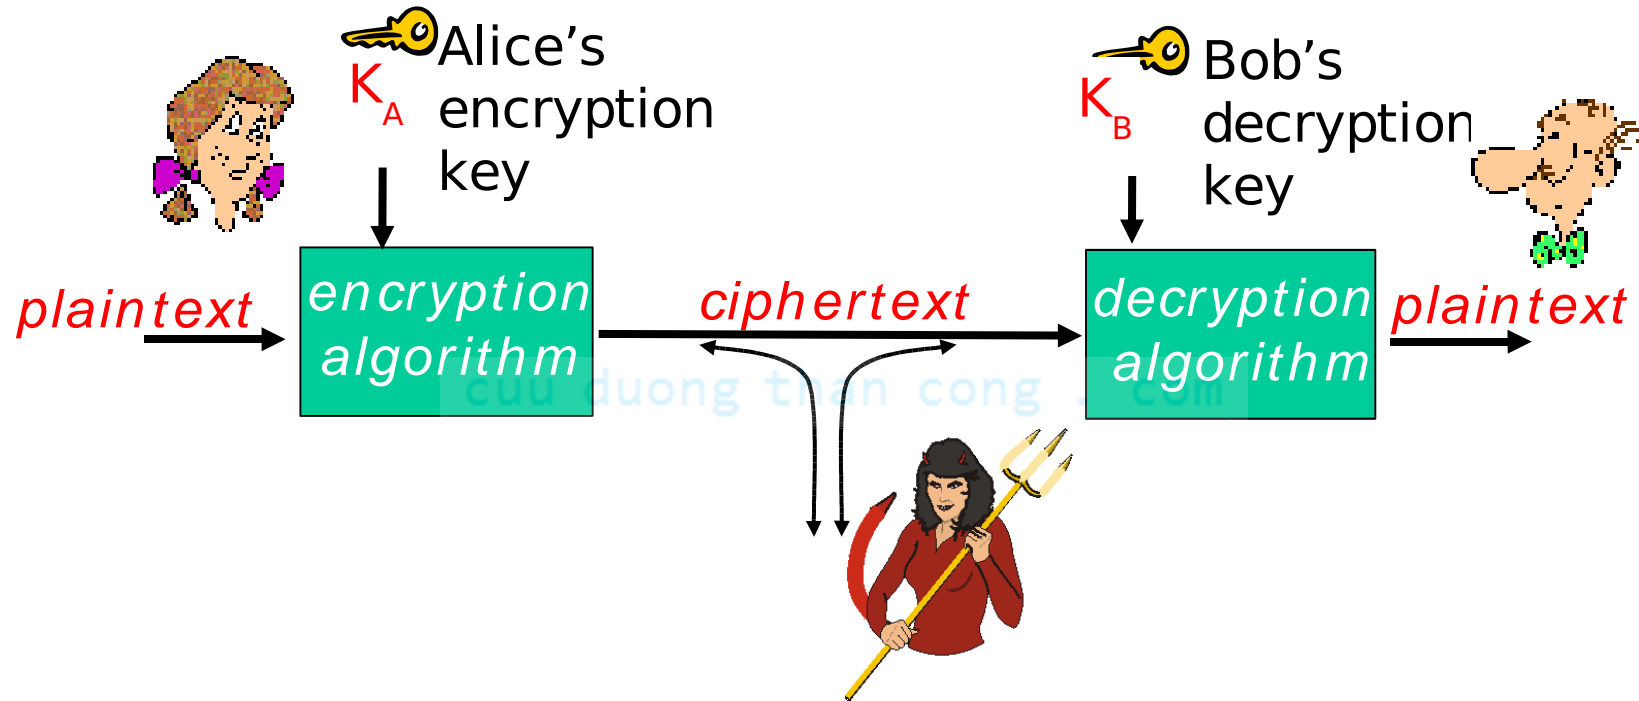 Alice’s
encryption
key
K
A
Bob’s
decryption
key
K
B
plaintext
encryption
algorithm
ciphertext
decryption
algorithm
plaintext
cuu duong than cong . com